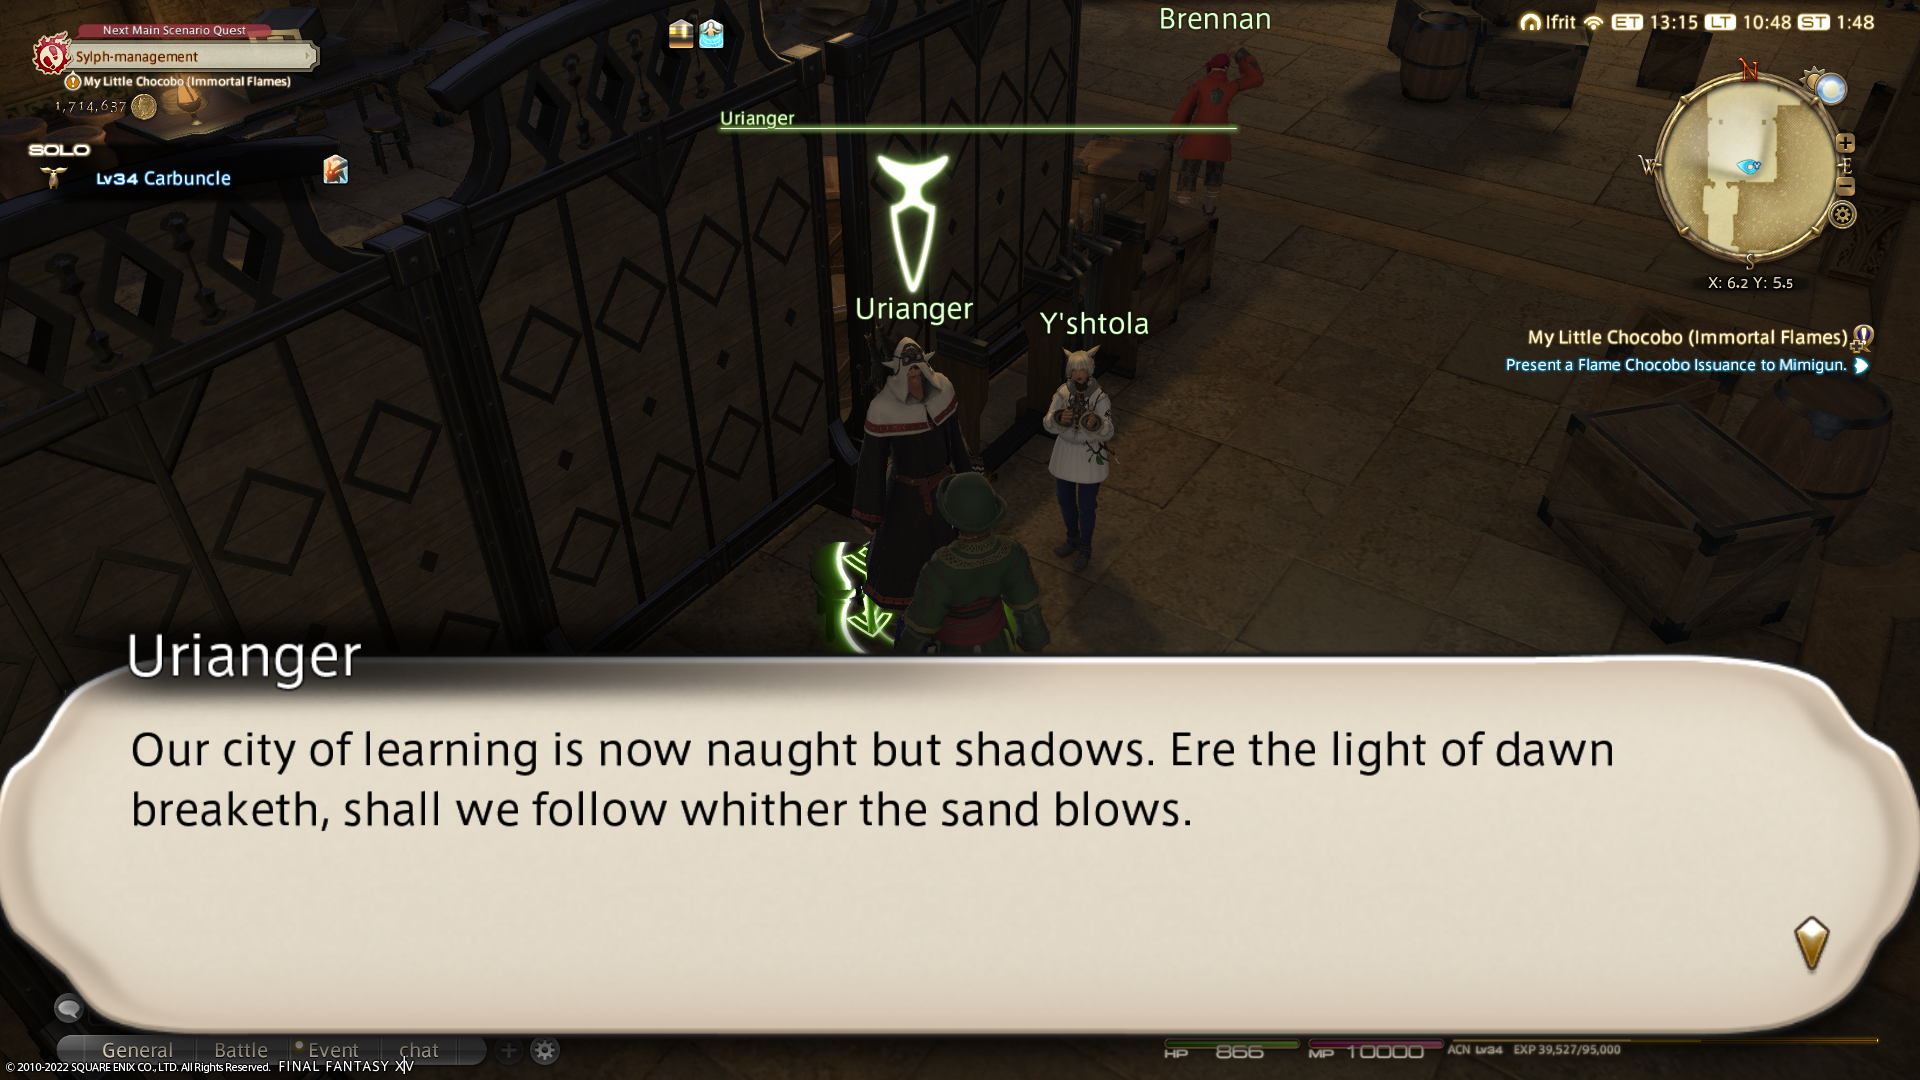 Next Main Scenario Quest
Sylph-management
My Little Chocobo (Immortal Flames)
1,714,637
SOLO
Lv34 Carbuncle
Brennan
Urianger
Urianger
Y'shtola
Ifrit ET 13:15 LT 10:48 ST 1:48
N
W
E
S
X: 6.2 Y: 5.5
My Little Chocobo (Immortal Flames)
Present a Flame Chocobo Issuance to Mimigun.
Urianger
Our city of learning is now naught but shadows. Ere the light of dawn
breaketh, shall we follow whither the sand blows.
General Battle Event chat
HP 866 MP 10000 ACN Lv34 EXP 39,527/95,000
© 2010-2022 SQUARE ENIX CO., LTD. All Rights Reserved. FINAL FANTASY XIV